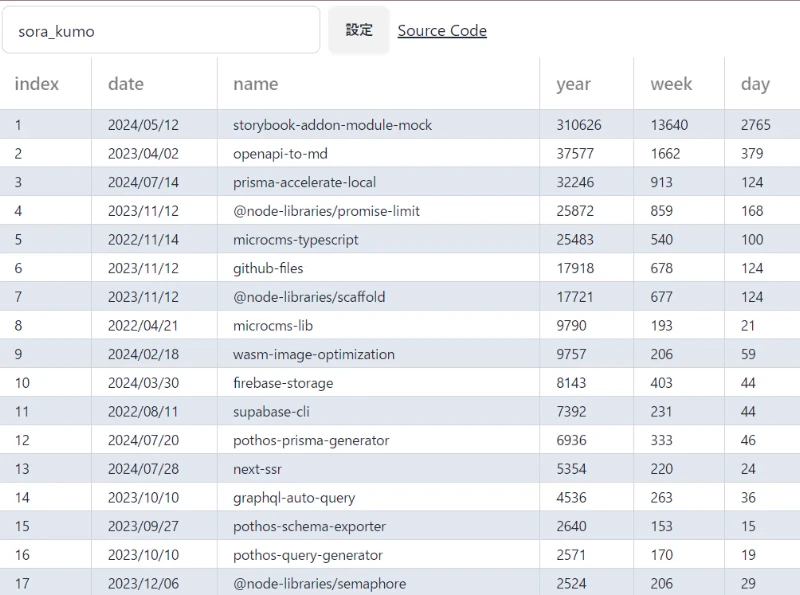 sora_kumo 設定 Source Code
index date name year week day
1 2024/05/12 storybook-addon-module-mock 310626 13640 2765
2 2023/04/02 openapi-to-md 37577 1662 379
3 2024/07/14 prisma-accelerate-local 32246 913 124
4 2023/11/12 @node-libraries/promise-limit 25872 859 168
5 2022/11/14 microcms-typescript 25483 540 100
6 2023/11/12 github-files 17918 678 124
7 2023/11/12 @node-libraries/scaffold 17721 677 124
8 2022/04/21 microcms-lib 9790 193 21
9 2024/02/18 wasm-image-optimization 9757 206 59
10 2024/03/30 firebase-storage 8143 403 44
11 2022/08/11 supabase-cli 7392 231 44
12 2024/07/20 pothos-prisma-generator 6936 333 46
13 2024/07/28 next-ssr 5354 220 24
14 2023/10/10 graphql-auto-query 4536 263 36
15 2023/09/27 pothos-schema-exporter 2640 153 15
16 2023/10/10 pothos-query-generator 2571 170 19
17 2023/12/06 @node-libraries/semaphore 2524 206 29